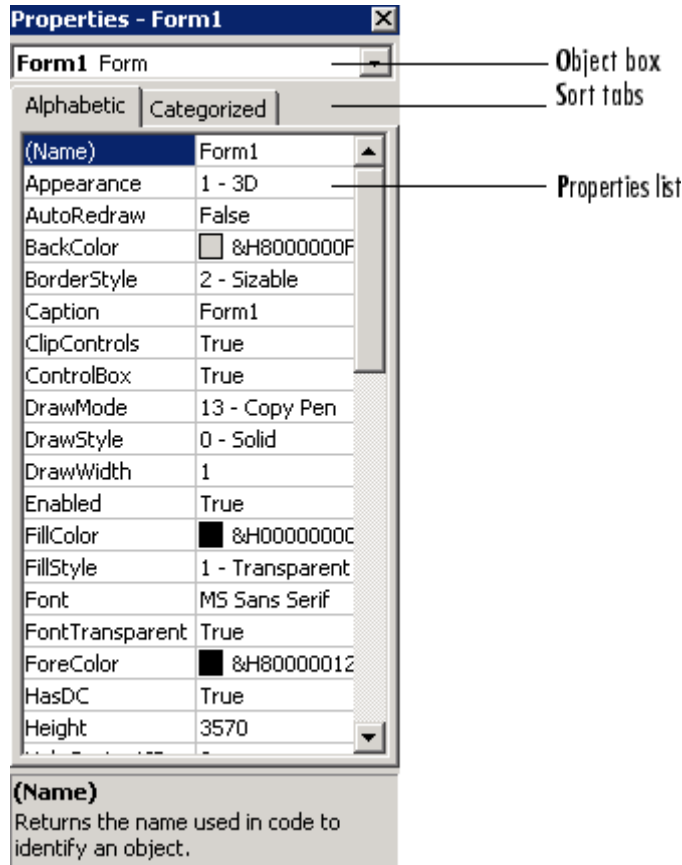 Properties - Form1
Form1 Form
Object box
Alphabetic Categorized
Sort tabs
(Name) Form1
Appearance 1 - 3D
Properties list
AutoRedraw False
BackColor &H8000000F
BorderStyle 2 - Sizable
Caption Form1
ClipControls True
ControlBox True
DrawMode 13 - Copy Pen
DrawStyle 0 - Solid
DrawWidth 1
Enabled True
FillColor &H00000000
FillStyle 1 - Transparent
Font MS Sans Serif
FontTransparent True
ForeColor &H80000012
HasDC True
Height 3570
(Name)
Returns the name used in code to
identify an object.